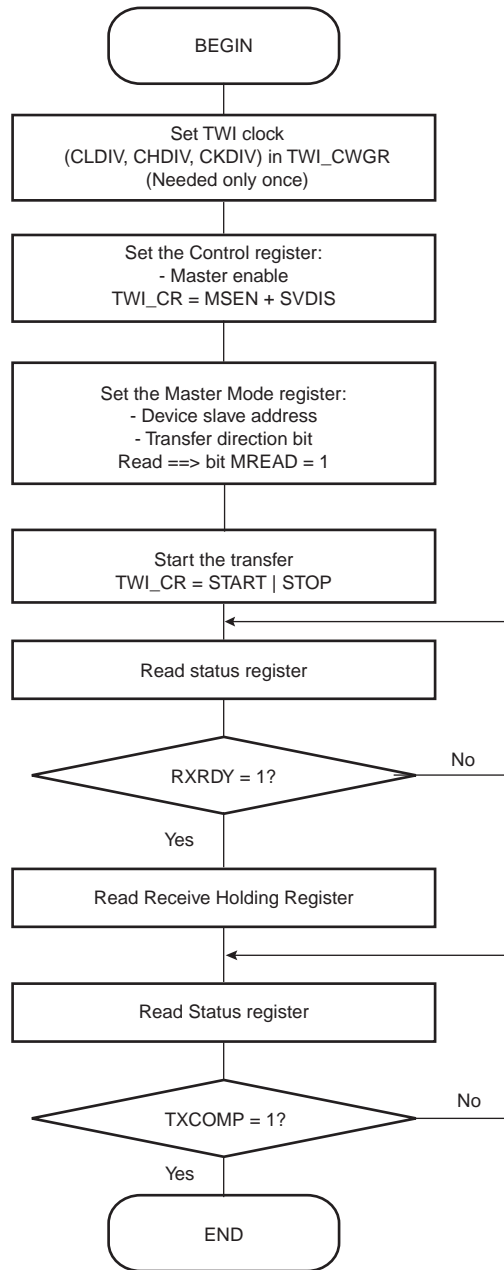 BEGIN
Set TWI clock
(CLDIV, CHDIV, CKDIV) in TWI_CWGR
(Needed only once)
Set the Control register:
- Master enable
TWI_CR = MSEN + SVDIS
Set the Master Mode register:
- Device slave address
- Transfer direction bit
Read ==> bit MREAD = 1
Start the transfer
TWI_CR = START | STOP
Read status register
RXRDY = 1?
No
Yes
Read Receive Holding Register
Read Status register
TXCOMP = 1?
No
Yes
END